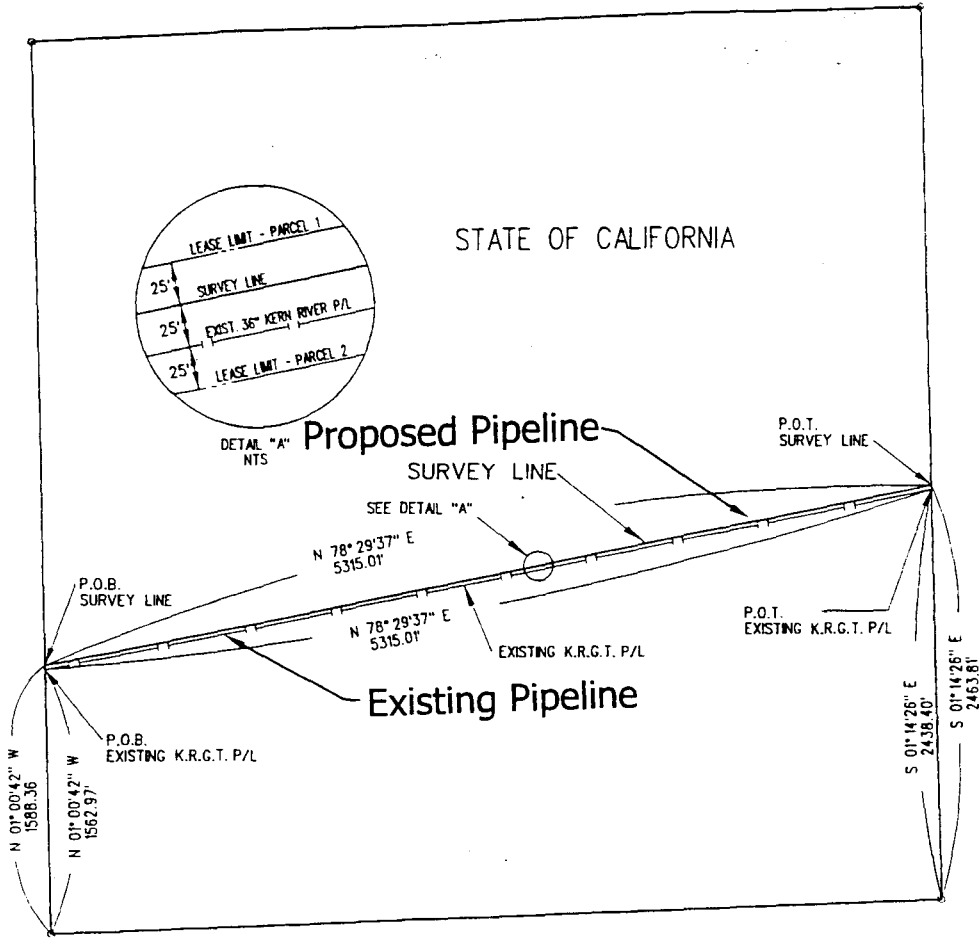 STATE OF CALIFORNIA
LEASE LIMIT - PARCEL 1
25'
SURVEY LINE
25'
EXIST. 36" KERN RIVER P/L
25'
LEASE LIMIT - PARCEL 2
DETAIL "A"
NTS
Proposed Pipeline
SURVEY LINE
P.O.T.
SURVEY LINE
SEE DETAIL "A"
N 78° 29'37" E
5315.01'
P.O.B.
SURVEY LINE
N 78° 29'37" E
5315.01'
EXISTING K.R.G.T. P/L
P.O.T.
EXISTING K.R.G.T. P/L
Existing Pipeline
P.O.B.
EXISTING K.R.G.T. P/L
N 01° 00'42" W
1588.36
N 01° 00'42" W
1562.97'
S 01° 14'26" E
2438.40'
S 01° 14'26" E
2463.81'